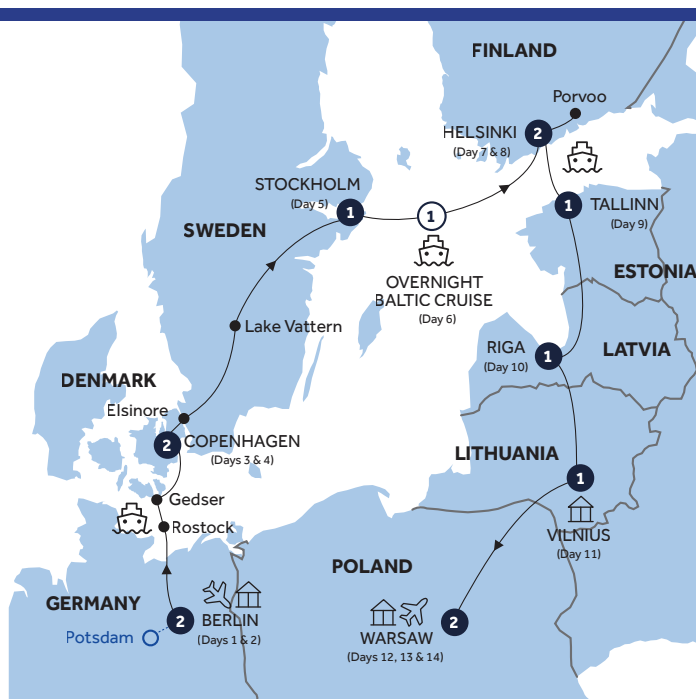 FINLAND
Porvoo
HELSINKI
2
(Day 7 & 8)
STOCKHOLM
(Day 5)
1
1
1
TALLINN
(Day 9)
SWEDEN
OVERNIGHT
BALTIC CRUISE
(Day 6)
ESTONIA
Lake Vattern
RIGA
(Day 10)
1
LATVIA
DENMARK
Elsinore
2
COPENHAGEN
(Days 3 & 4)
LITHUANIA
1
VILNIUS
(Day 11)
Gedser
Rostock
POLAND
GERMANY
2
BERLIN
(Days 1 & 2)
Potsdam
2
WARSAW
(Days 12, 13 & 14)